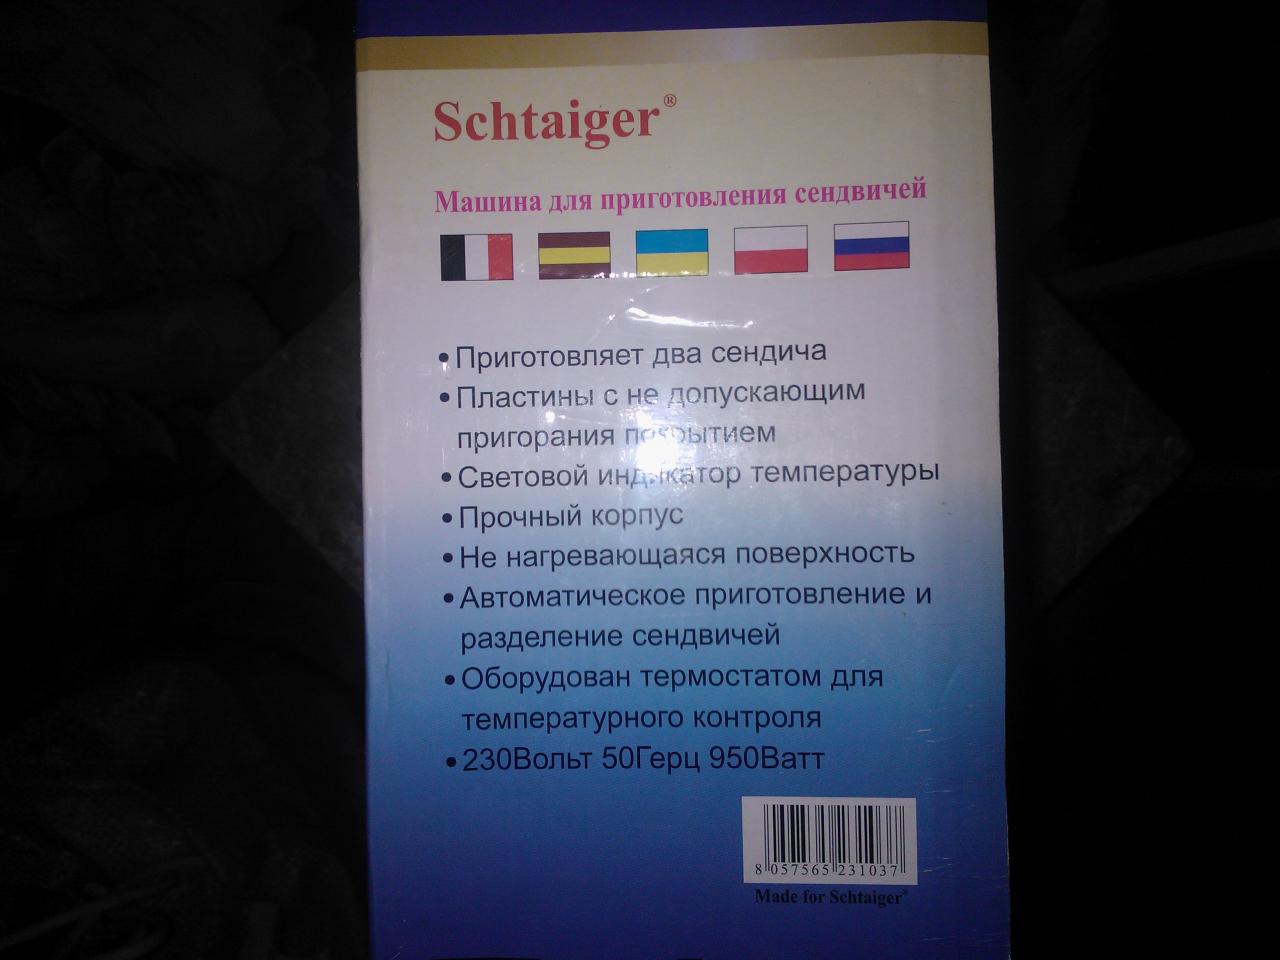 Schtaiger®
Машина для приготовления сендвичей
• Приготовляет два сендича
• Пластины с не допускающим
пригорания покрытием
• Световой индикатор температуры
• Прочный корпус
• Не нагревающаяся поверхность
• Автоматическое приготовление и
разделение сендвичей
• Оборудован термостатом для
температурного контроля
• 230Вольт 50Герц 950Ватт
8 057565 231037
Made for Schtaiger®